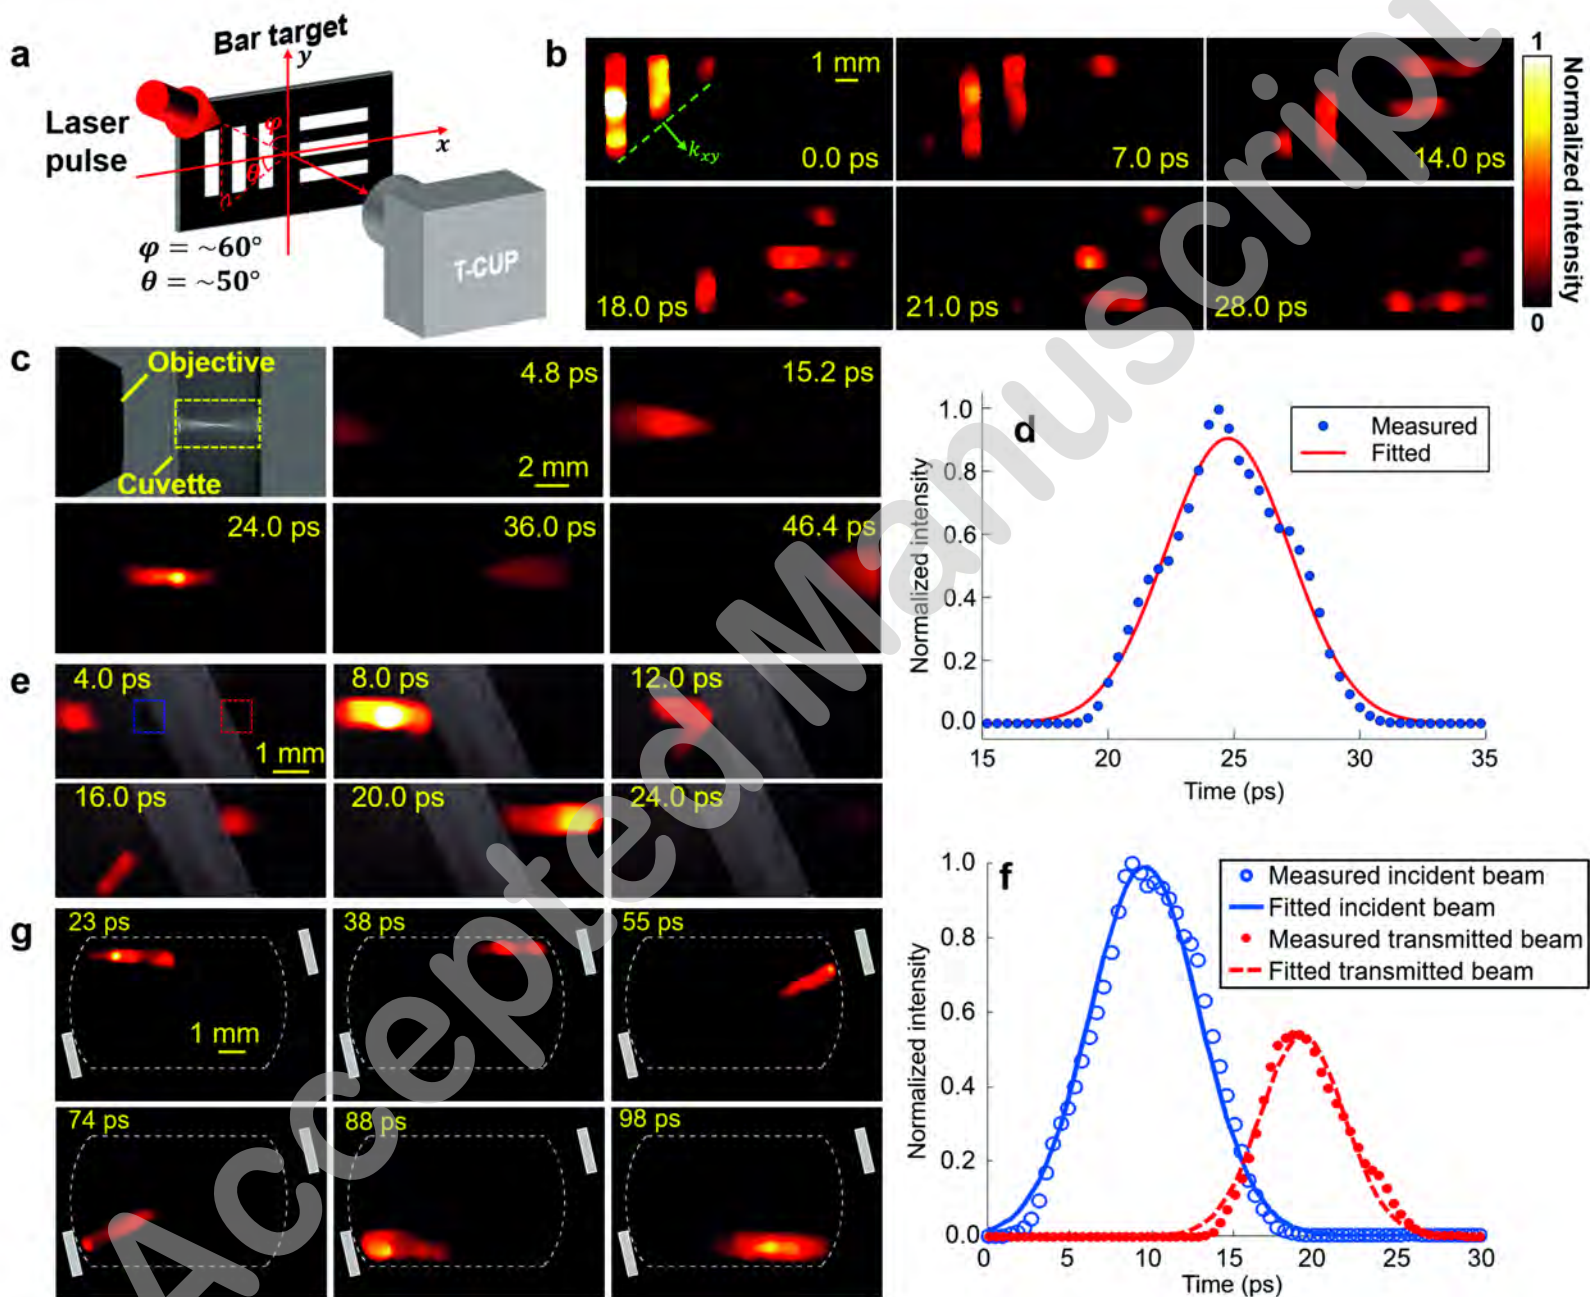 a
Bar target
y
Laser
pulse
φ
θ
x
φ = ~60°
θ = ~50°
T-CUP
b
1 mm
kxy
0.0 ps
7.0 ps
14.0 ps
18.0 ps
21.0 ps
28.0 ps
1
Normalized intensity
0
c
Objective
Cuvette
4.8 ps
2 mm
15.2 ps
24.0 ps
36.0 ps
46.4 ps
d
Measured
Fitted
Normalized intensity
1.0
0.8
0.6
0.4
0.2
0.0
15 20 25 30 35
Time (ps)
e
4.0 ps
1 mm
8.0 ps
12.0 ps
16.0 ps
20.0 ps
24.0 ps
f
Measured incident beam
Fitted incident beam
Measured transmitted beam
Fitted transmitted beam
Normalized intensity
1.0
0.8
0.6
0.4
0.2
0.0
0 5 10 15 20 25 30
Time (ps)
g
23 ps
1 mm
38 ps
55 ps
74 ps
88 ps
98 ps
Accepted Manuscript